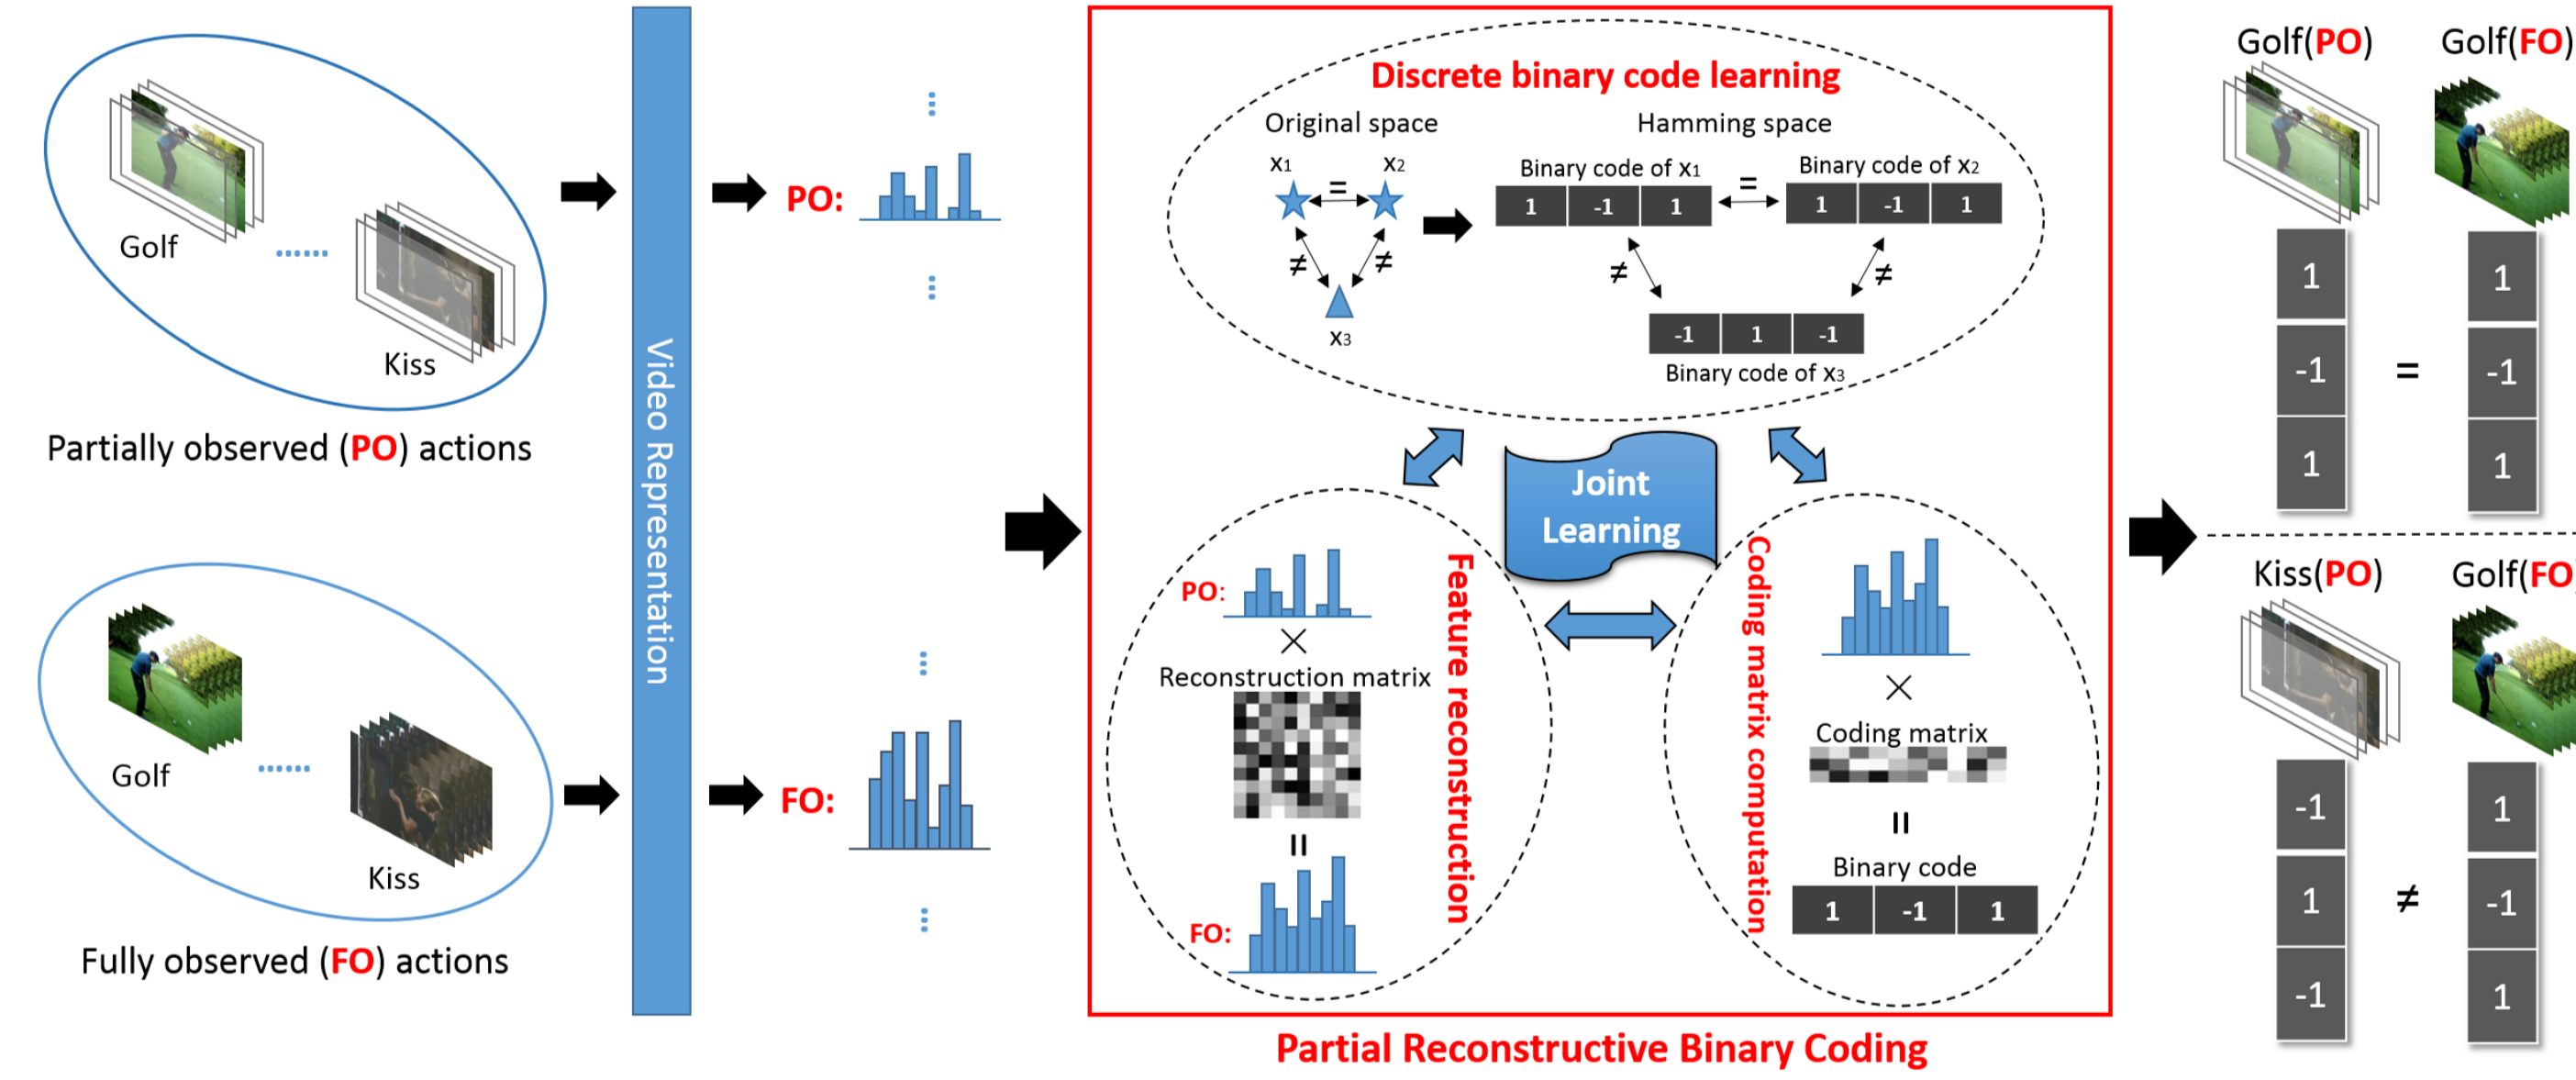 Golf
Kiss
Partially observed (PO) actions
Golf
Kiss
Fully observed (FO) actions
Video Representation
PO:
FO:
Discrete binary code learning
Original space
Hamming space
x1
x2
=
≠
≠
x3
Binary code of x1
=
Binary code of x2
1 -1 1
1 -1 1
≠
≠
-1 1 -1
Binary code of x3
Joint
Learning
PO:
×
Reconstruction matrix
=
FO:
Feature reconstruction
Coding matrix computation
×
Coding matrix
=
Binary code
1 -1 1
Partial Reconstructive Binary Coding
Golf(PO)
Golf(FO)
1
-1
1
=
1
-1
1
Kiss(PO)
Golf(FO
-1
1
-1
≠
1
-1
1